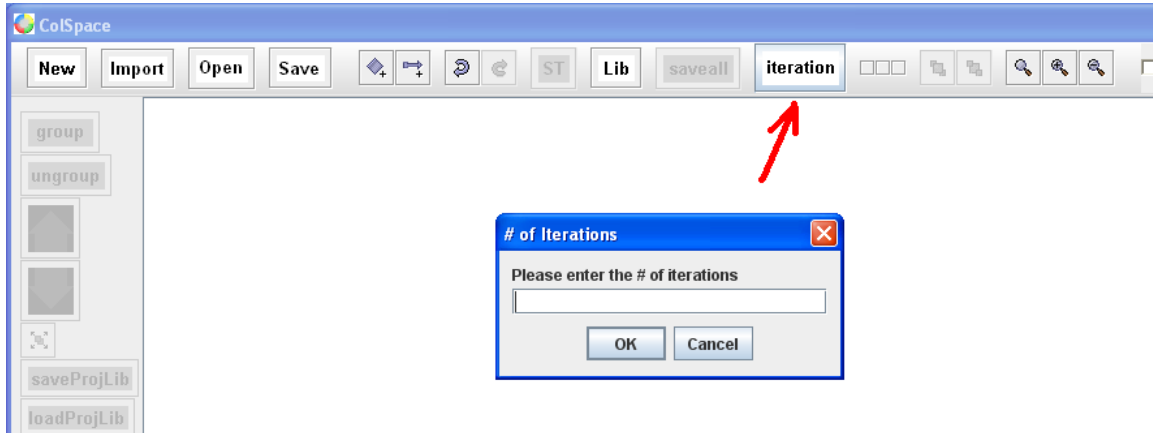 ColSpace
New Import Open Save ST Lib saveall iteration
group
ungroup
# of Iterations
Please enter the # of iterations
OK Cancel
saveProjLib
loadProjLib